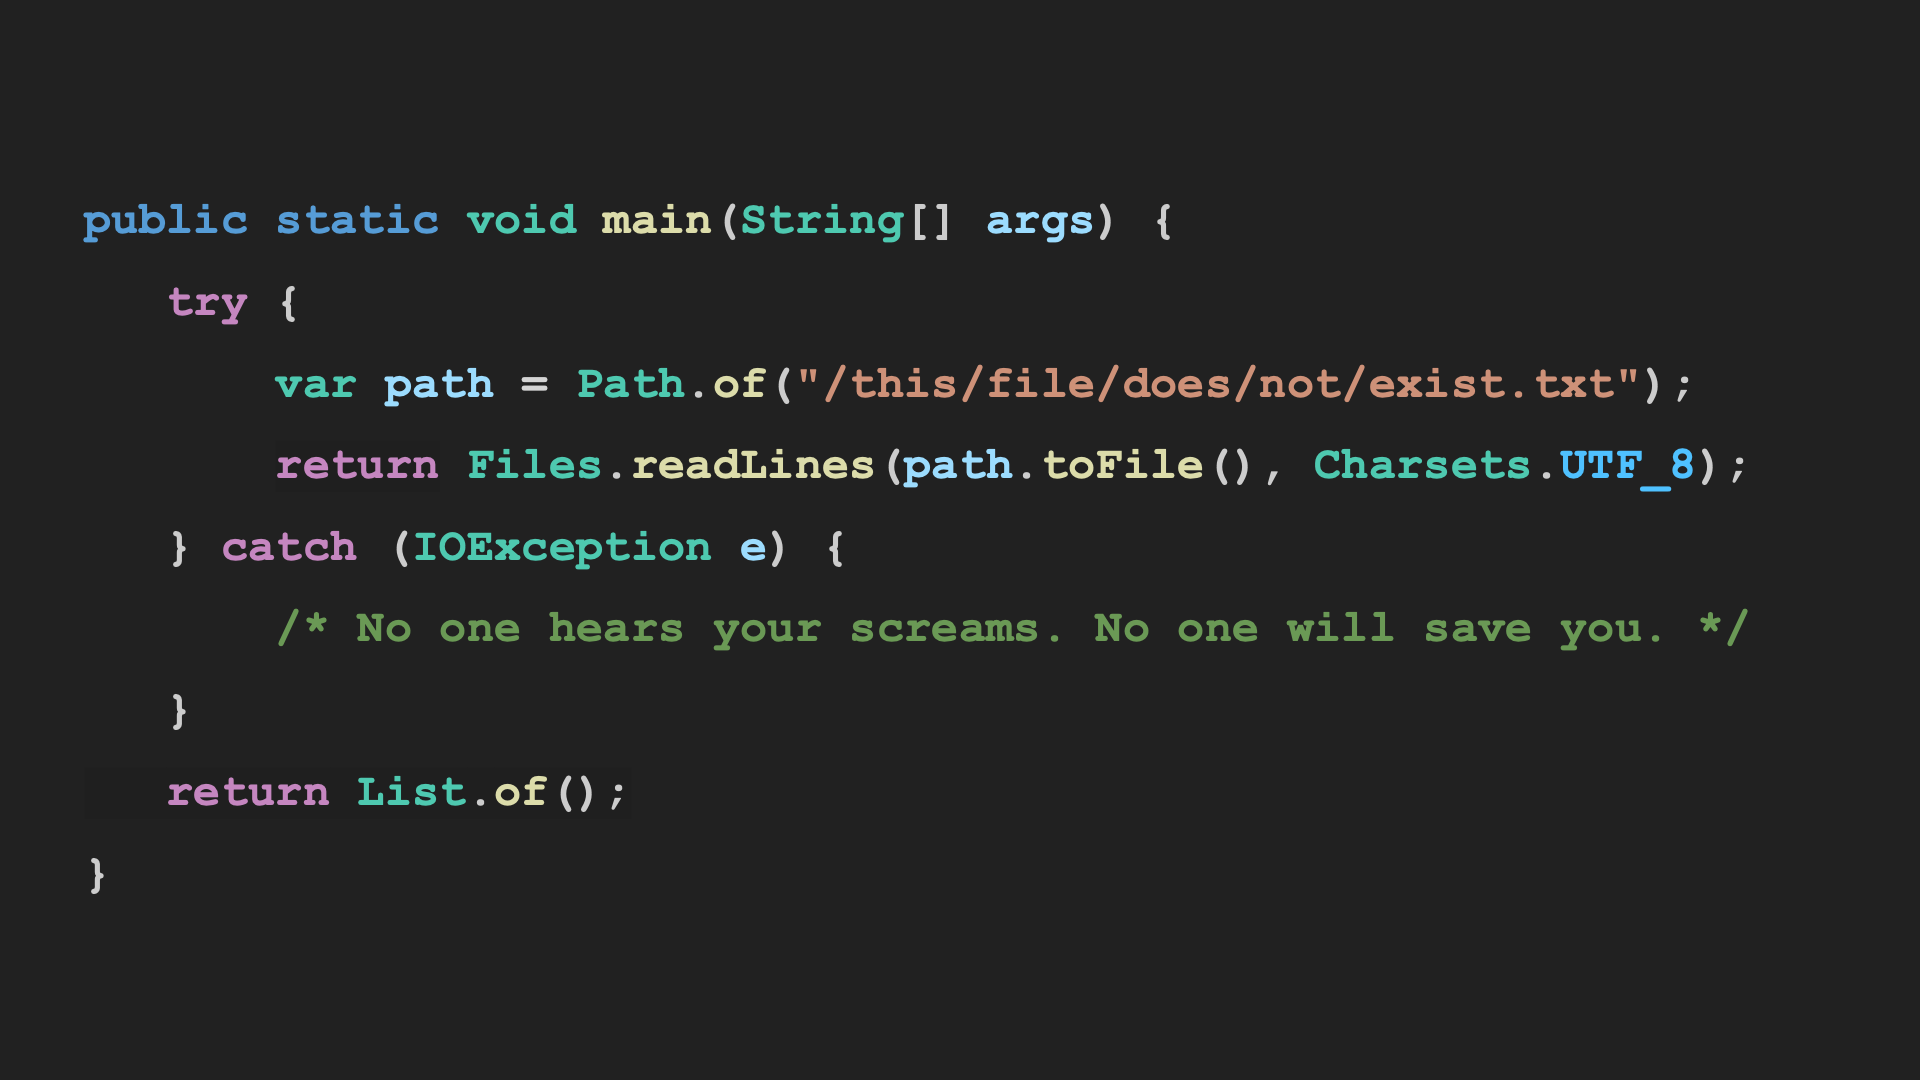 public static void main(String[] args) {
try {
var path = Path.of("/this/file/does/not/exist.txt");
return Files.readLines(path.toFile(), Charsets.UTF_8);
} catch (IOException e) {
/* No one hears your screams. No one will save you. */
}
return List.of();
}